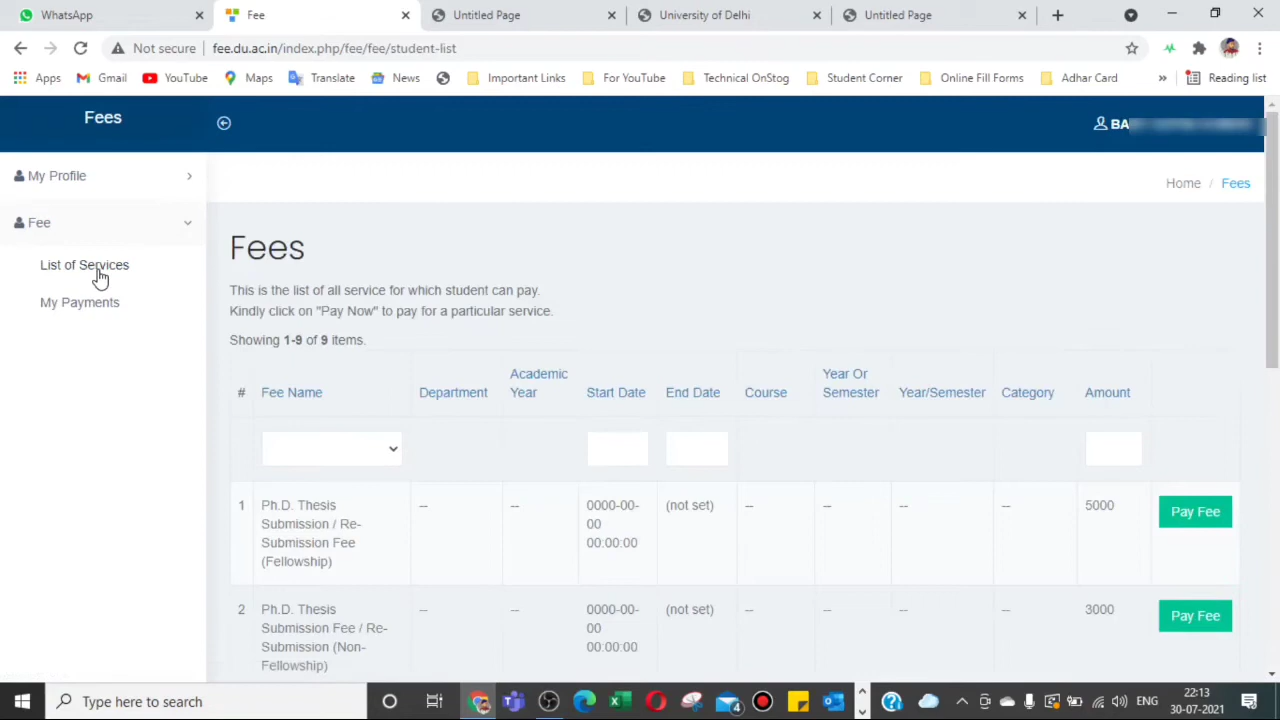 WhatsApp
Fee
Untitled Page
University of Delhi
Untitled Page
Not secure fee.du.ac.in/index.php/fee/fee/student-list
Apps Gmail YouTube Maps Translate News Important Links For YouTube Technical OnStog Student Corner Online Fill Forms Adhar Card » Reading list
Fees
BA
My Profile
Home / Fees
Fee
List of Services
My Payments
Fees
This is the list of all service for which student can pay.
Kindly click on "Pay Now" to pay for a particular service.
Showing 1-9 of 9 items.
# Fee Name Department Academic Year Start Date End Date Course Year Or Semester Year/Semester Category Amount
1 Ph.D. Thesis -- -- 0000-00- (not set) -- -- -- -- 5000 Pay Fee
Submission / Re- 00
Submission Fee 00:00:00
(Fellowship)
2 Ph.D. Thesis -- -- 0000-00- (not set) -- -- -- -- 3000 Pay Fee
Submission Fee / Re- 00
Submission (Non- 00:00:00
Fellowship)
Type here to search
4
ENG
22:13
30-07-2021